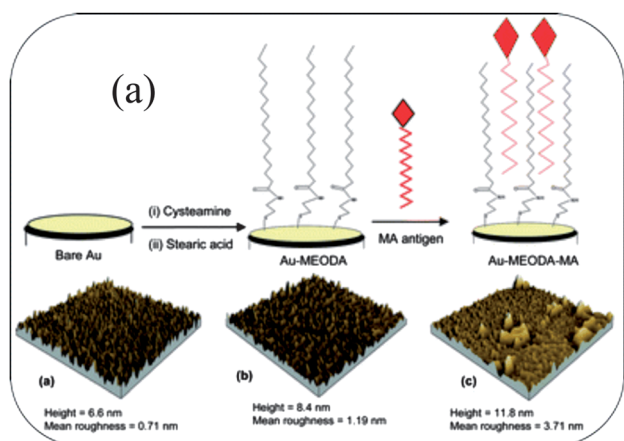 (a)
(i) Cysteamine
(ii) Stearic acid
MA antigen
Bare Au
Au-MEODA
Au-MEODA-MA
(a)
(b)
(c)
Height = 6.6 nm
Mean roughness = 0.71 nm
Height = 8.4 nm
Mean roughness = 1.19 nm
Height = 11.8 nm
Mean roughness = 3.71 nm